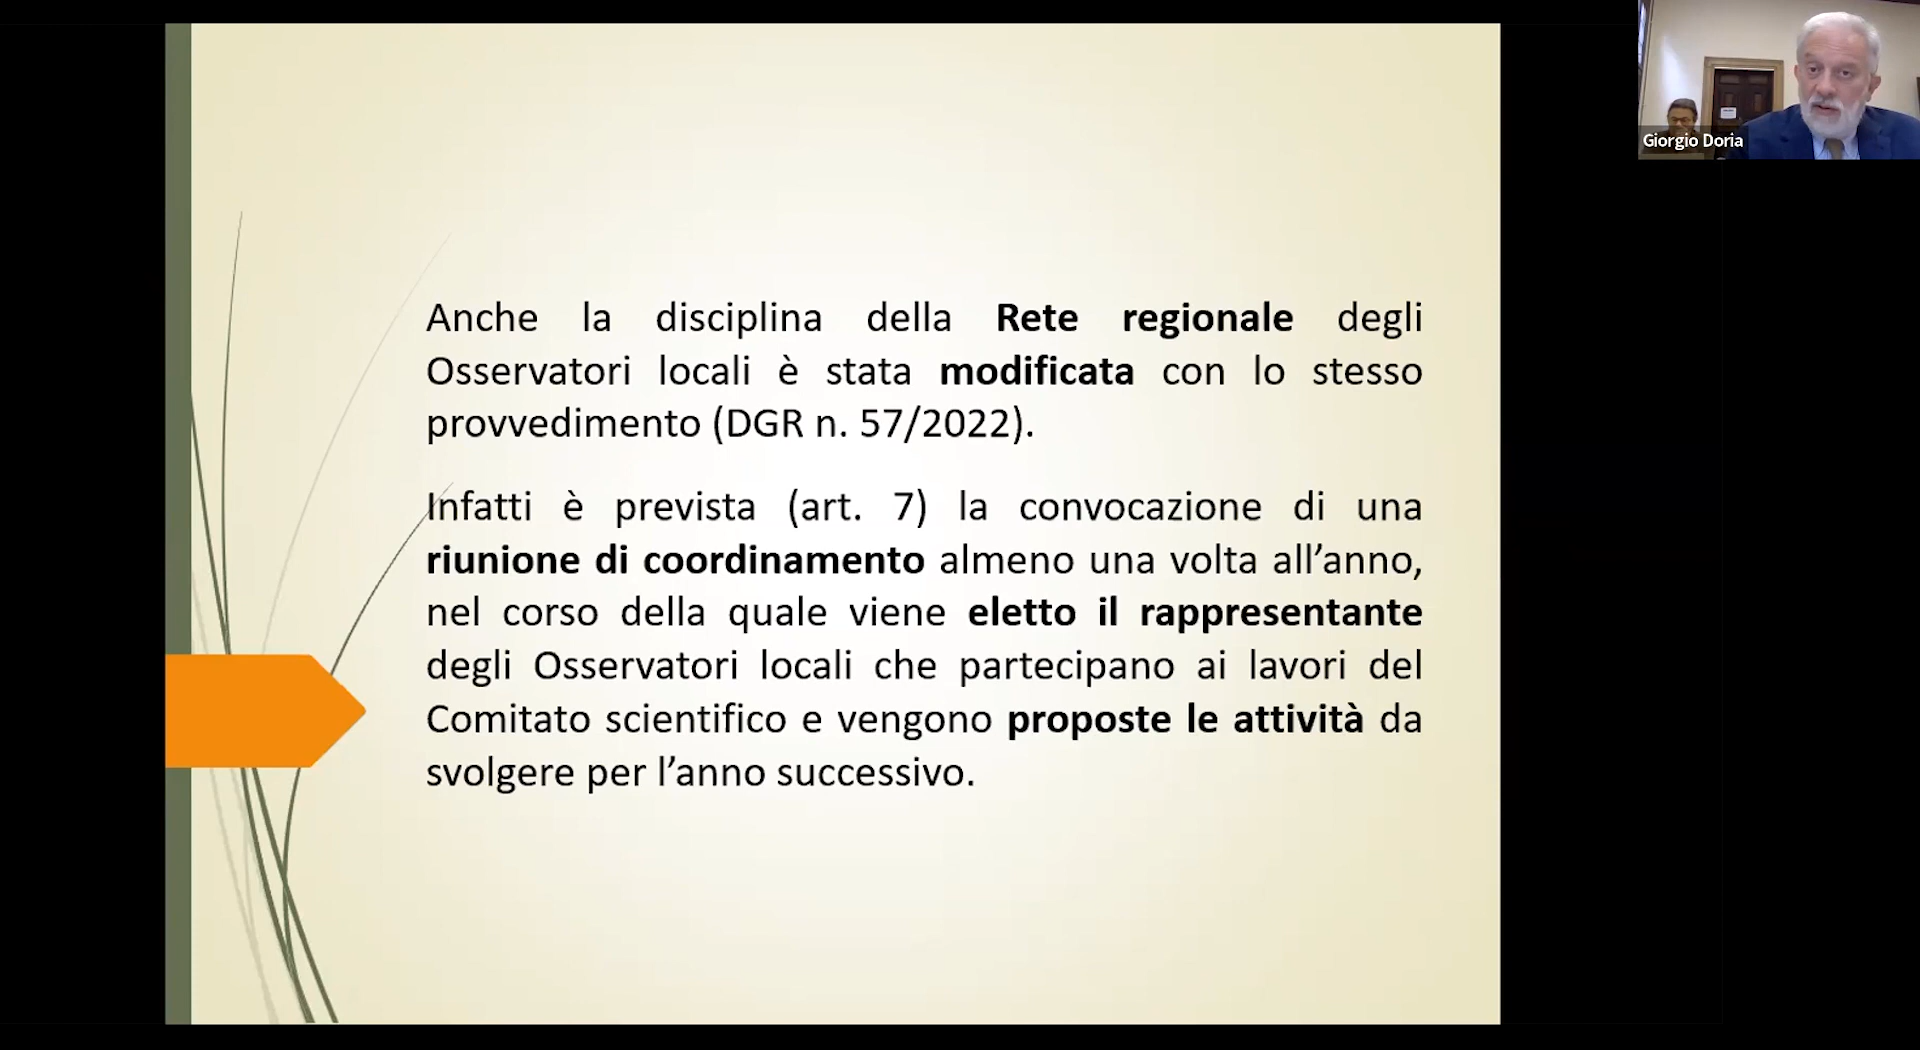 Anche la disciplina della Rete regionale degli
Osservatori locali è stata modificata con lo stesso
provvedimento (DGR n. 57/2022).
Infatti è prevista (art. 7) la convocazione di una
riunione di coordinamento almeno una volta all’anno,
nel corso della quale viene eletto il rappresentante
degli Osservatori locali che partecipano ai lavori del
Comitato scientifico e vengono proposte le attività da
svolgere per l’anno successivo.
Giorgio Doria